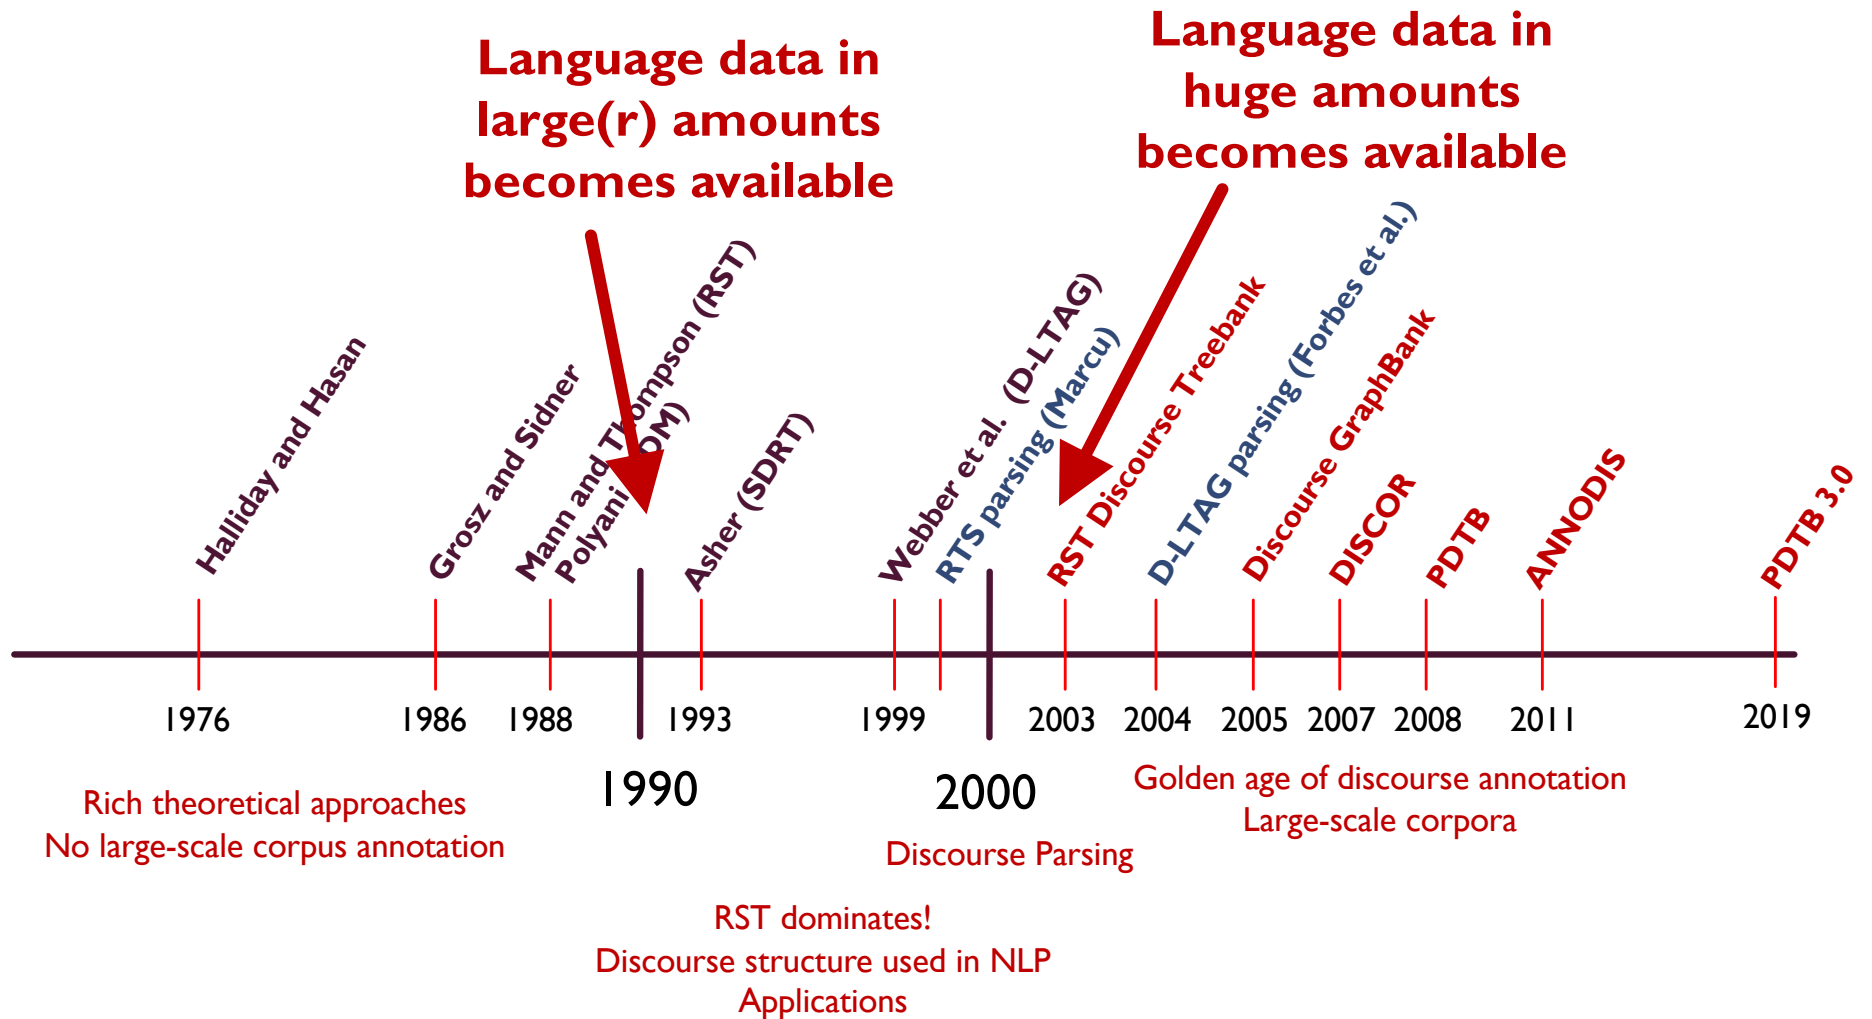 Language data in
large(r) amounts
becomes available
Language data in
huge amounts
becomes available
Halliday and Hasan
Grosz and Sidner
Mann and Thompson (RST)
Polyani DM)
Asher (SDRT)
Webber et al. (D-LTAG)
RTS parsing (Marcu)
RST Discourse Treebank
D-LTAG parsing (Forbes et al.)
Discourse GraphBank
DISCOR
PDTB
ANNODIS
PDTB 3.0
1976
1986
1988
1993
1999
2003
2004
2005
2007
2008
2011
2019
1990
2000
Rich theoretical approaches
No large-scale corpus annotation
Golden age of discourse annotation
Large-scale corpora
Discourse Parsing
RST dominates!
Discourse structure used in NLP
Applications